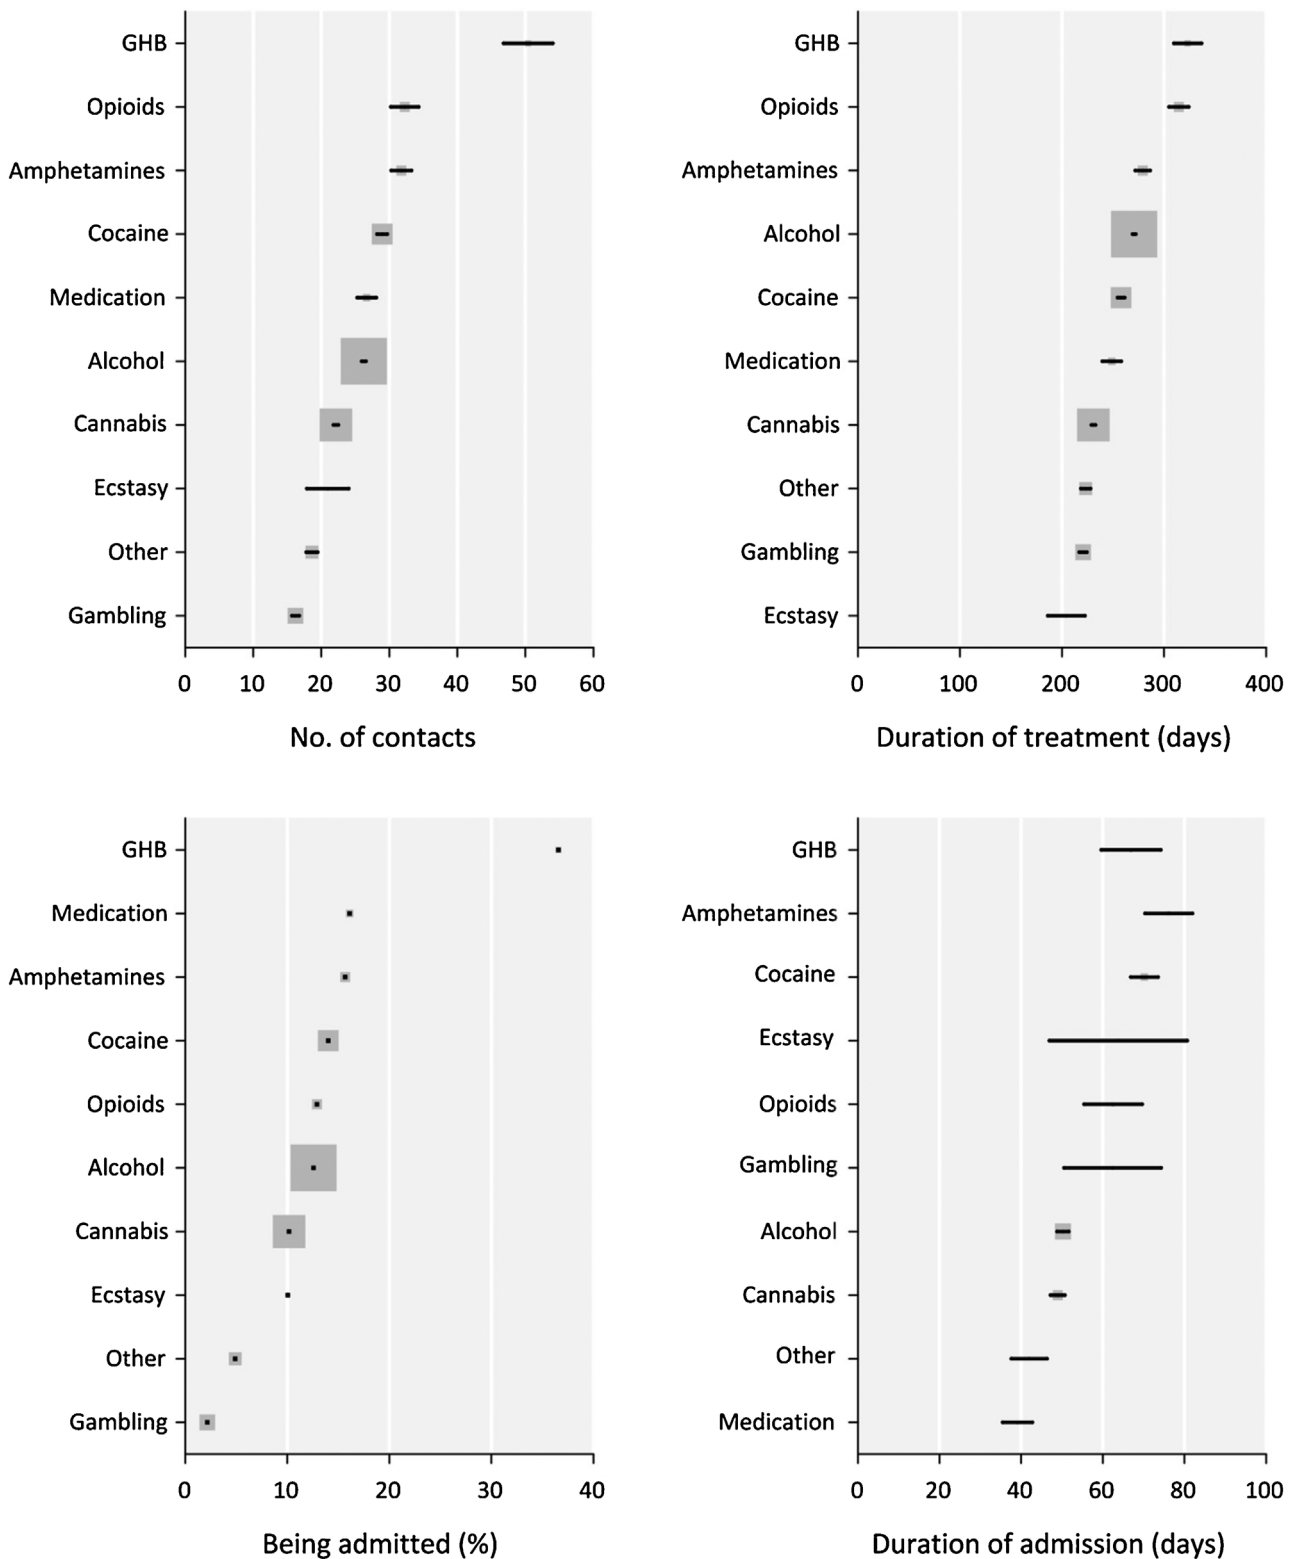 GHB
Opioids
Amphetamines
Cocaine
Medication
Alcohol
Cannabis
Ecstasy
Other
Gambling
0 10 20 30 40 50 60
No. of contacts
GHB
Opioids
Amphetamines
Alcohol
Cocaine
Medication
Cannabis
Other
Gambling
Ecstasy
0 100 200 300 400
Duration of treatment (days)
GHB
Medication
Amphetamines
Cocaine
Opioids
Alcohol
Cannabis
Ecstasy
Other
Gambling
0 10 20 30 40
Being admitted (%)
GHB
Amphetamines
Cocaine
Ecstasy
Opioids
Gambling
Alcohol
Cannabis
Other
Medication
0 20 40 60 80 100
Duration of admission (days)